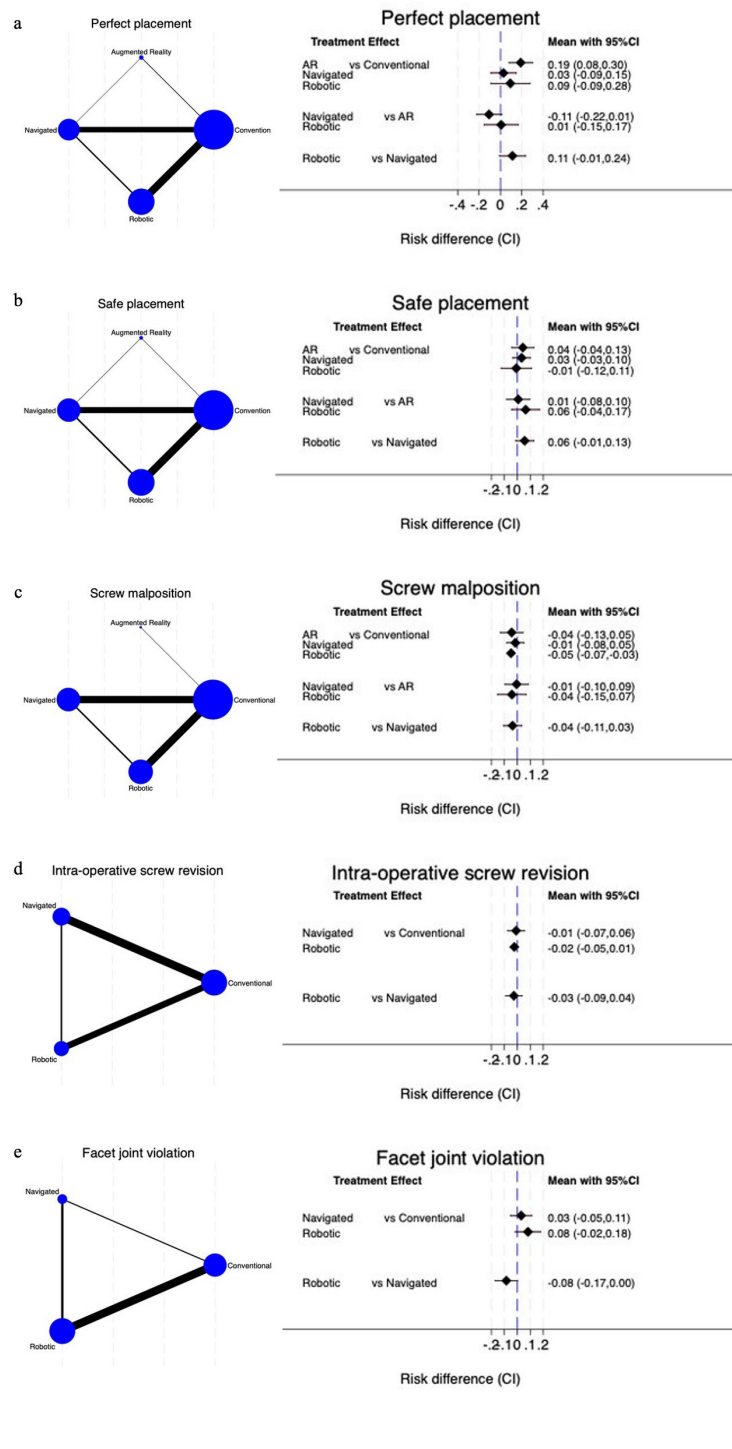 a
Perfect placement
Augmented Reality
Navigated
Convention
Robotic
Perfect placement
Treatment Effect Mean with 95%CI
AR vs Conventional 0.19 (0.08,0.30)
Navigated 0.03 (-0.09,0.15)
Robotic 0.09 (-0.09,0.28)
Navigated vs AR -0.11 (-0.22,0.01)
Robotic 0.01 (-0.15,0.17)
Robotic vs Navigated 0.11 (-0.01,0.24)
-.4 -.2 0 .2 .4
Risk difference (CI)
b
Safe placement
Augmented Reality
Navigated
Convention
Robotic
Safe placement
Treatment Effect Mean with 95%CI
AR vs Conventional 0.04 (-0.04,0.13)
Navigated 0.03 (-0.03,0.10)
Robotic -0.01 (-0.12,0.11)
Navigated vs AR 0.01 (-0.08,0.10)
Robotic 0.06 (-0.04,0.17)
Robotic vs Navigated 0.06 (-0.01,0.13)
-.2.10 .1.2
Risk difference (CI)
c
Screw malposition
Augmented Reality
Navigated
Conventional
Robotic
Screw malposition
Treatment Effect Mean with 95%CI
AR vs Conventional -0.04 (-0.13,0.05)
Navigated -0.01 (-0.08,0.05)
Robotic -0.05 (-0.07,-0.03)
Navigated vs AR -0.01 (-0.10,0.09)
Robotic -0.04 (-0.15,0.07)
Robotic vs Navigated -0.04 (-0.11,0.03)
-.2.10 .1.2
Risk difference (CI)
d
Intra-operative screw revision
Navigated
Conventional
Robotic
Intra-operative screw revision
Treatment Effect Mean with 95%CI
Navigated vs Conventional -0.01 (-0.07,0.06)
Robotic -0.02 (-0.05,0.01)
Robotic vs Navigated -0.03 (-0.09,0.04)
-.2.10 .1.2
Risk difference (CI)
e
Facet joint violation
Navigated
Conventional
Robotic
Facet joint violation
Treatment Effect Mean with 95%CI
Navigated vs Conventional 0.03 (-0.05,0.11)
Robotic 0.08 (-0.02,0.18)
Robotic vs Navigated -0.08 (-0.17,0.00)
-.2.10 .1.2
Risk difference (CI)